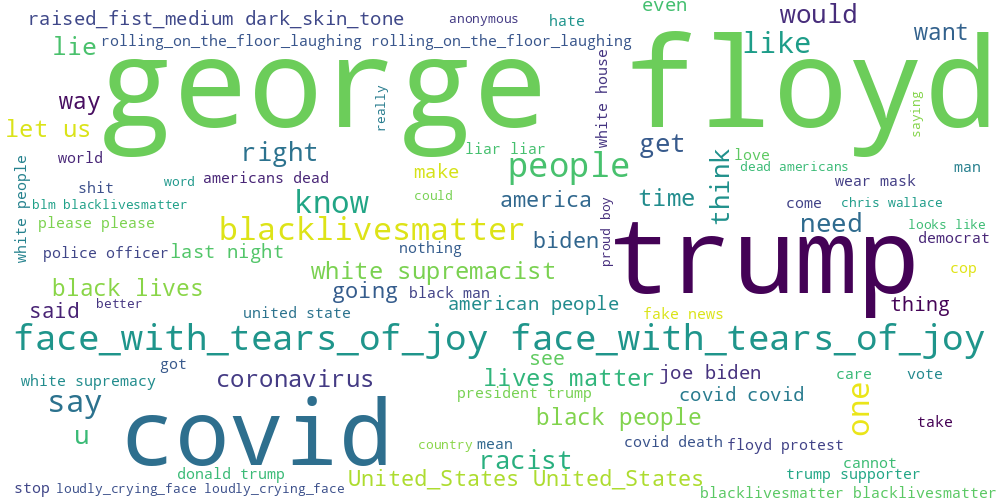 raised_fist_medium dark_skin_tone
anonymous
hate
even
would
want
lie
rolling_on_the_floor_laughing rolling_on_the_floor_laughing
like
george floyd
way
let us
really
white house
saying
world
right
liar liar
get
love
dead americans
man
white people
shit
word
americans dead
make
people
think
wear mask
blm blacklivesmatter
know
could
america
time
come
chris wallace
please please
blacklivesmatter
biden
proud boy
need
looks like
democrat
police officer
last night
nothing
trump
cop
white supremacist
black lives
going
black man
american people
thing
said
better
united state
fake news
face_with_tears_of_joy face_with_tears_of_joy
got
see
white supremacy
coronavirus
lives matter
joe biden
care
vote
say
president trump
covid covid
one
covid
u
black people
take
country
mean
covid death
floyd protest
racist
cannot
donald trump
United_States United_States
trump supporter
stop
loudly_crying_face loudly_crying_face
blacklivesmatter blacklivesmatter